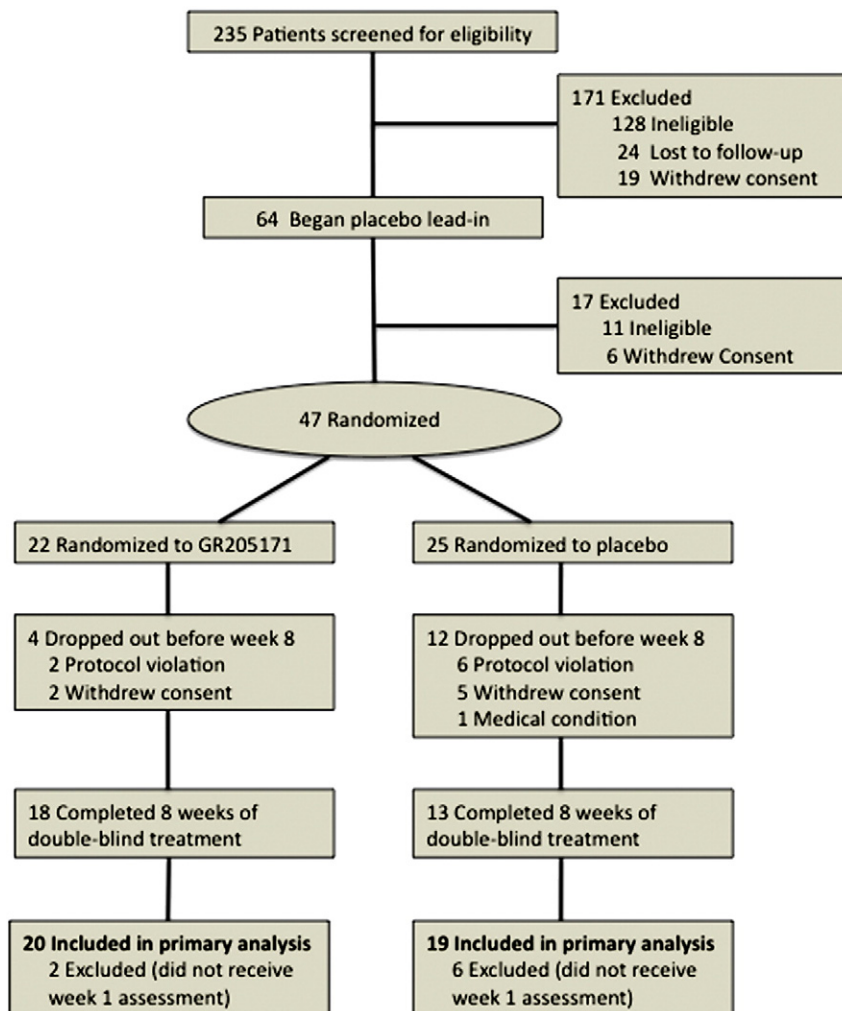 235 Patients screened for eligibility
171 Excluded
128 Ineligible
24 Lost to follow-up
19 Withdrew consent
64 Began placebo lead-in
17 Excluded
11 Ineligible
6 Withdrew Consent
47 Randomized
22 Randomized to GR205171
25 Randomized to placebo
4 Dropped out before week 8
2 Protocol violation
2 Withdrew consent
12 Dropped out before week 8
6 Protocol violation
5 Withdrew consent
1 Medical condition
18 Completed 8 weeks of
double-blind treatment
13 Completed 8 weeks of
double-blind treatment
20 Included in primary analysis
2 Excluded (did not receive
week 1 assessment)
19 Included in primary analysis
6 Excluded (did not receive
week 1 assessment)